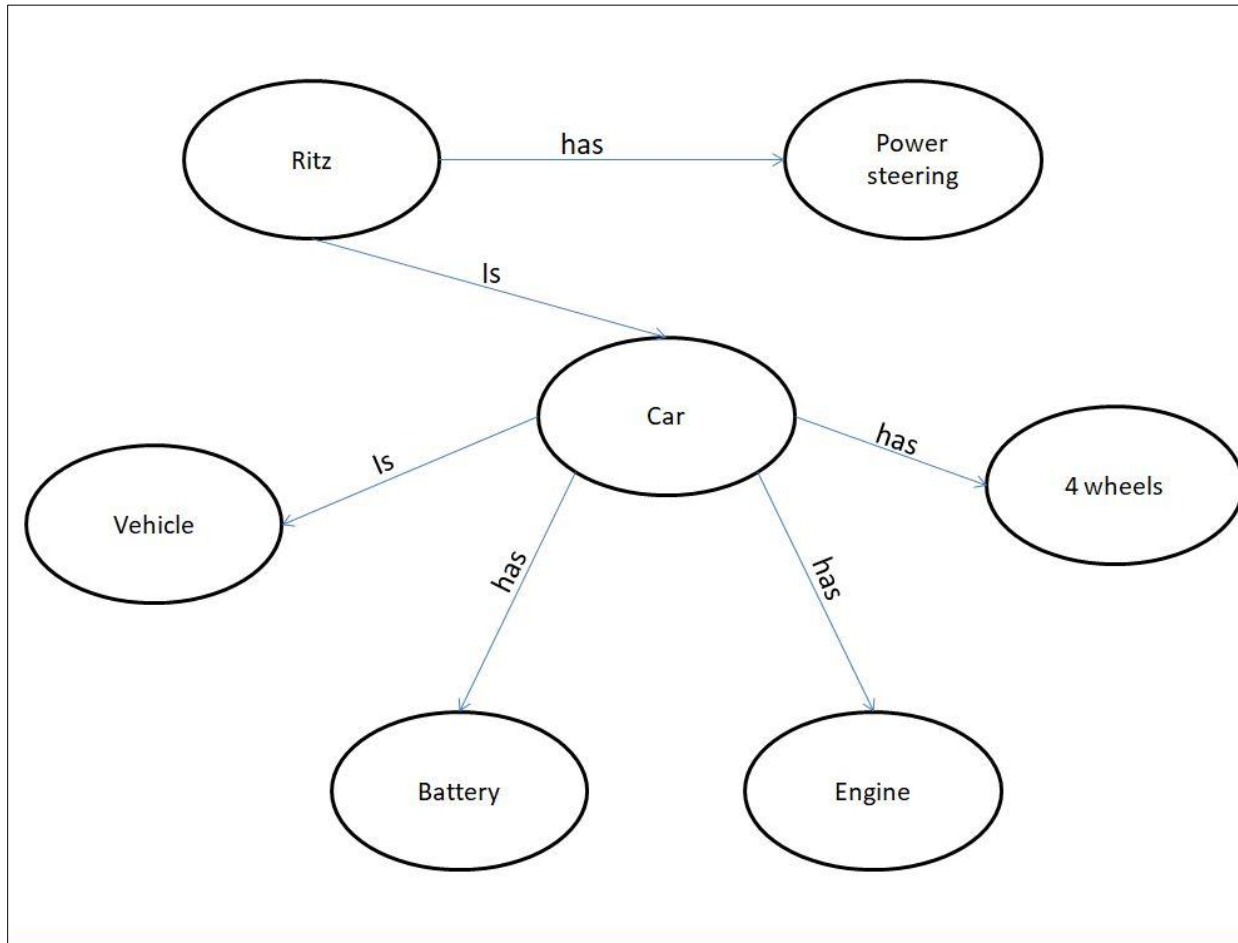 Ritz
has
Power
steering
Is
Car
has
4 wheels
Is
Vehicle
has
has
Battery
Engine